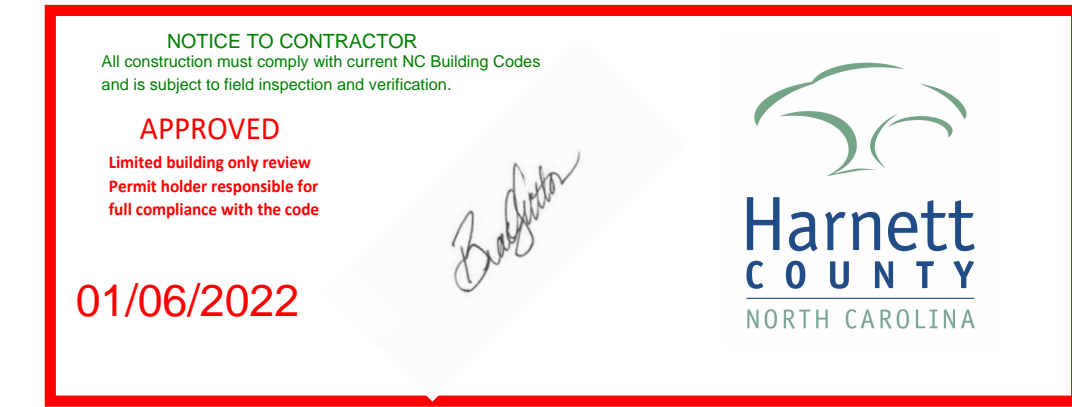 NOTICE TO CONTRACTOR
All construction must comply with current NC Building Codes
and is subject to field inspection and verification.
APPROVED
Limited building only review
Permit holder responsible for
full compliance with the code
01/06/2022
Harnett
COUNTY
NORTH CAROLINA